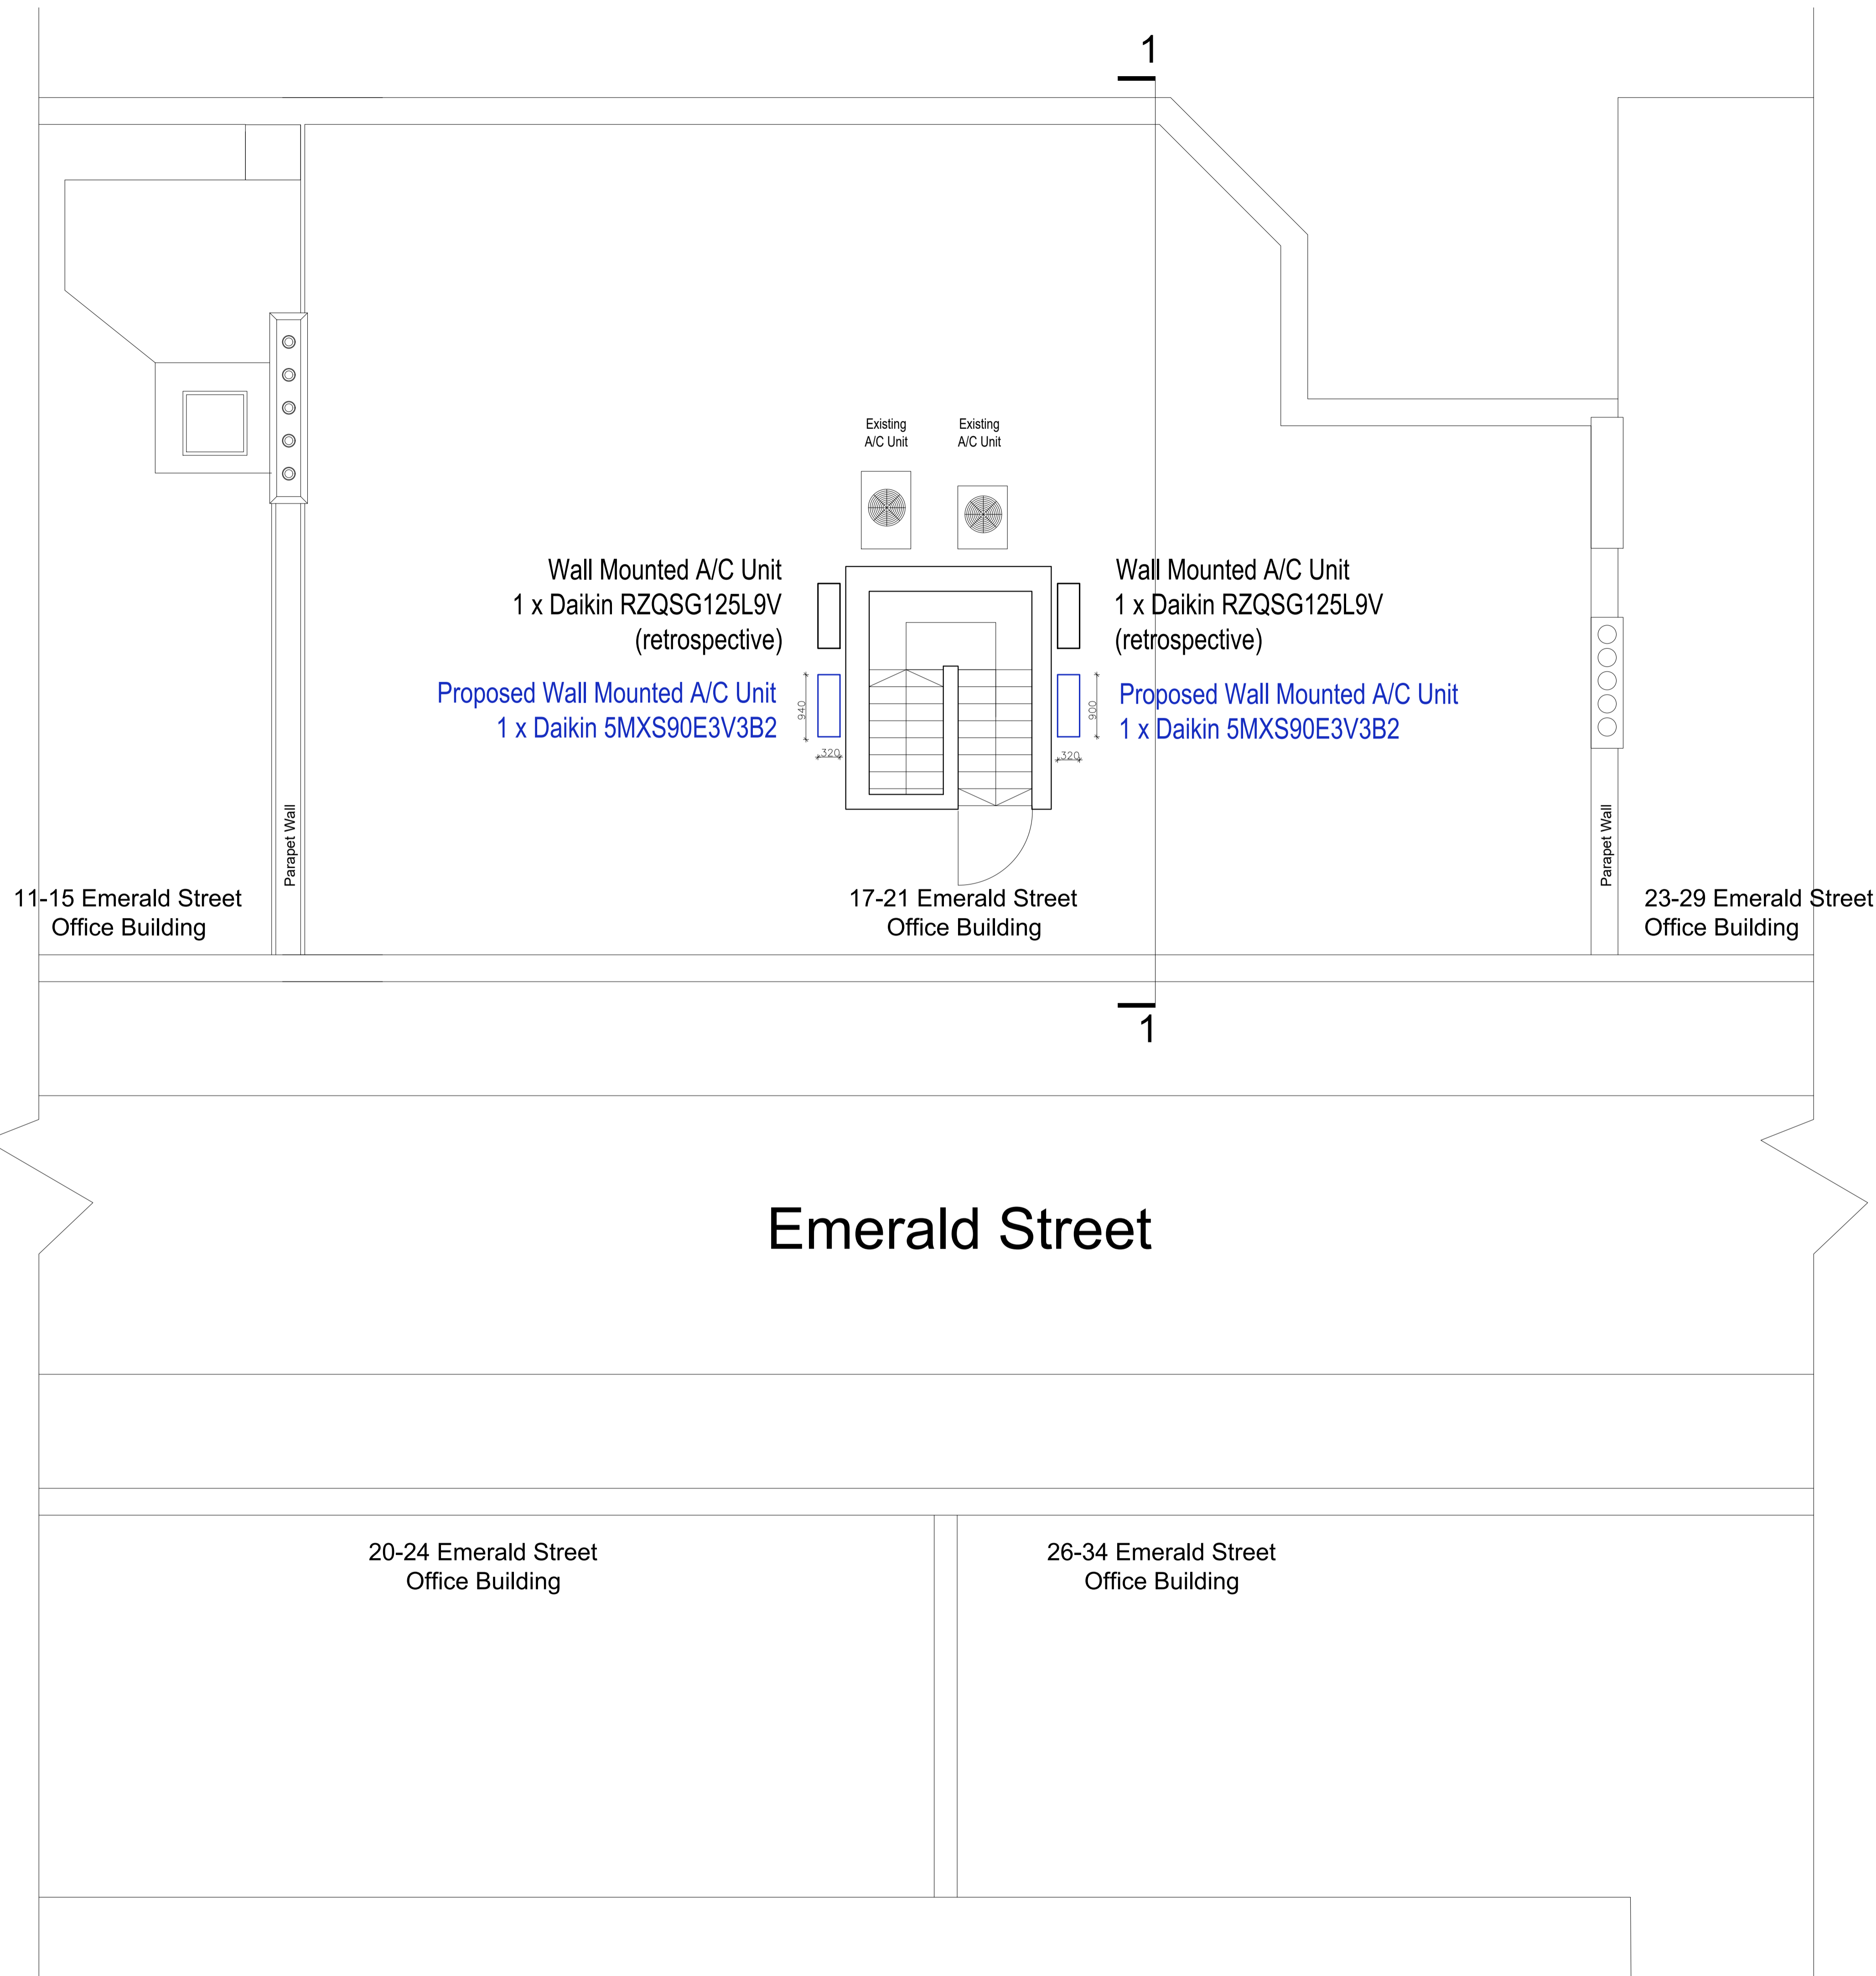 1
Existing
A/C Unit
Existing
A/C Unit
Wall Mounted A/C Unit
1 x Daikin RZQSG125L9V
(retrospective)
Wall Mounted A/C Unit
1 x Daikin RZQSG125L9V
(retrospective)
Proposed Wall Mounted A/C Unit
1 x Daikin 5MXS90E3V3B2
940
320
Proposed Wall Mounted A/C Unit
1 x Daikin 5MXS90E3V3B2
900
320
Parapet Wall
Parapet Wall
11-15 Emerald Street
Office Building
17-21 Emerald Street
Office Building
23-29 Emerald Street
Office Building
1
Emerald Street
20-24 Emerald Street
Office Building
26-34 Emerald Street
Office Building